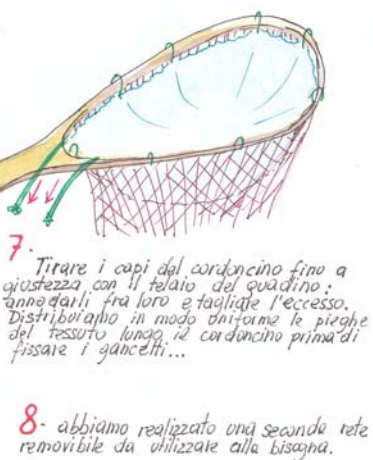 7.
Tirare i capi del cordoncino fino a
giustezza con il telaio del guadino:
annodarli fra loro e tagliare l'eccesso.
Distribuiamo in modo uniforme le pieghe
del tessuto lungo il cordoncino prima di
fissare i gancetti...
8- abbiamo realizzato una seconda rete
removibile da utilizzare alla bisogna.